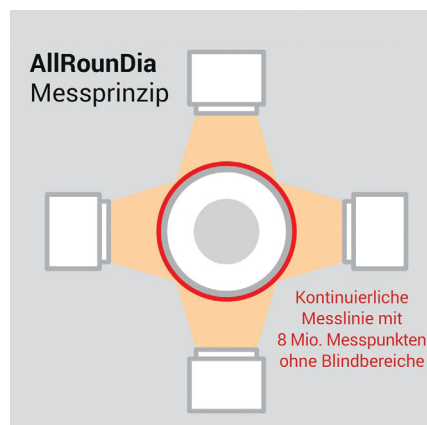 AllRounDia
Messprinzip
Kontinuierliche
Messlinie mit
8 Mio. Messpunkten
ohne Blindbereiche